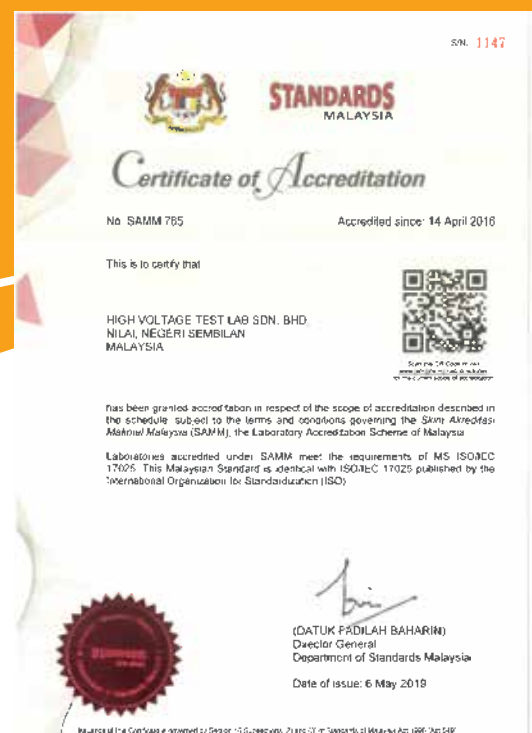 S/N. 1147
STANDARDS
MALAYSIA
Certificate of Accreditation
No. SAMM 785
Accredited since: 14 April 2016
This is to certify that
HIGH VOLTAGE TEST LAB SDN. BHD.
NILAI, NEGERI SEMBILAN
MALAYSIA
has been granted accreditation in respect of the scope of accreditation described in
the schedule subject to the terms and conditions governing the Skim Akreditasi
Makmal Malaysia (SAMM), the Laboratory Accreditation Scheme of Malaysia
Laboratories accredited under SAMM meet the requirements of MS ISO/IEC
17025. This Malaysian Standard is identical with ISO/IEC 17025 published by the
International Organization for Standardization (ISO)
(DATUK FADILAH BAHARIN)
Director General
Department of Standards Malaysia
Date of issue: 6 May 2019